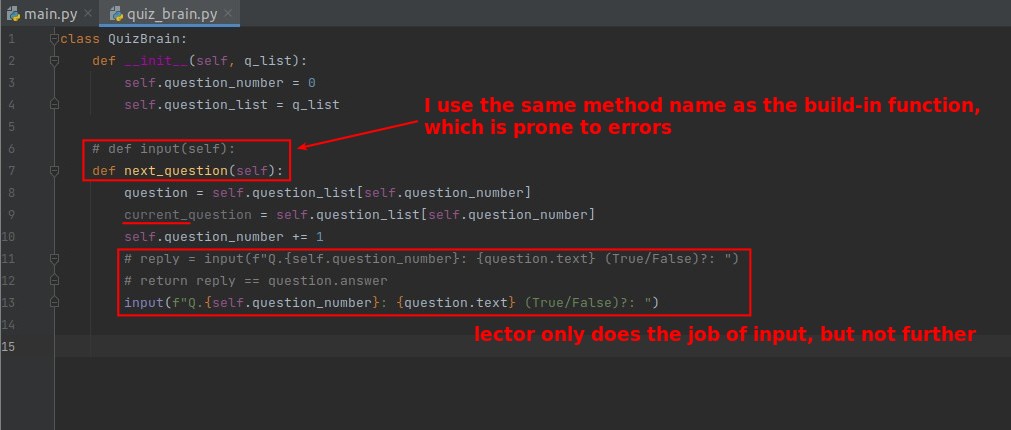 main.py × quiz_brain.py ×
1 class QuizBrain:
2 def __init__(self, q_list):
3 self.question_number = 0
4 self.question_list = q_list
I use the same method name as the build-in function,
which is prone to errors
5
6 # def input(self):
7 def next_question(self):
8 question = self.question_list[self.question_number]
9 current_question = self.question_list[self.question_number]
10 self.question_number += 1
11 # reply = input(f"Q.{self.question_number}: {question.text} (True/False)?: ")
12 # return reply == question.answer
13 input(f"Q.{self.question_number}: {question.text} (True/False)?: ")
14
lector only does the job of input, but not further
15